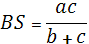 BS = ac / (b + c)